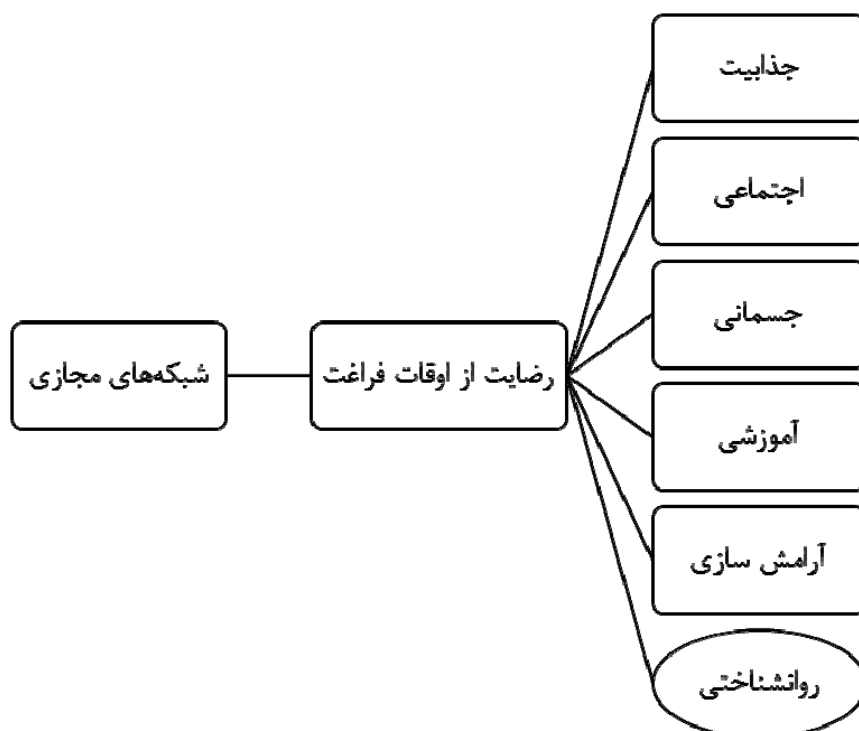 جذابیت
اجتماعی
جسمانی
شبکه‌های مجازی
رضایت از اوقات فراغت
آموزشی
آرامش سازی
روانشناختی